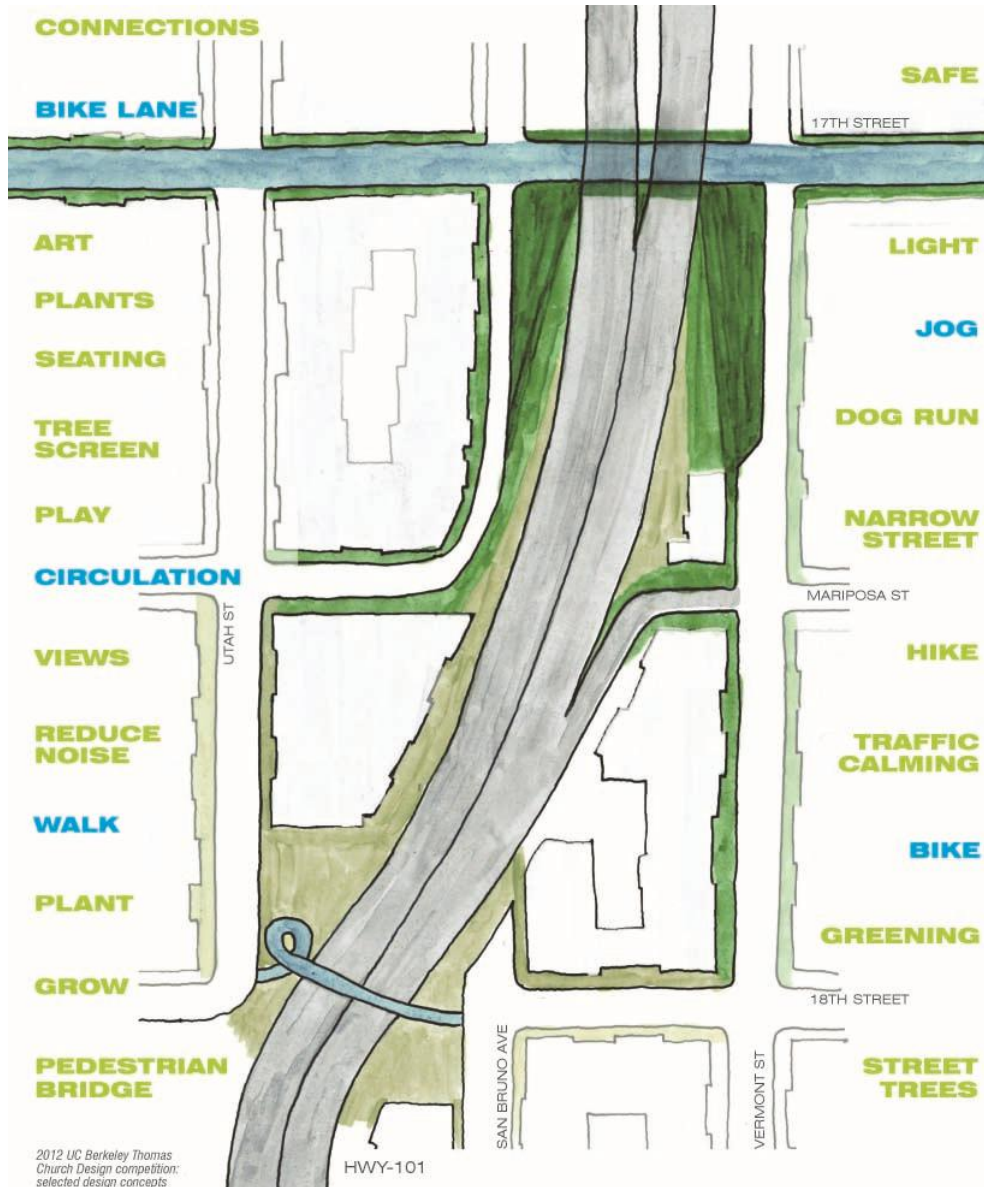 CONNECTIONS
BIKE LANE
ART
PLANTS
SEATING
TREE
SCREEN
PLAY
CIRCULATION
VIEWS
REDUCE
NOISE
WALK
PLANT
GROW
PEDESTRIAN
BRIDGE
2012 UC Berkeley Thomas
Church Design competition:
selected design concepts
UTAH ST
HWY-101
SAN BRUNO AVE
VERMONT ST
SAFE
17TH STREET
LIGHT
JOG
DOG RUN
NARROW
STREET
MARIPOSA ST
HIKE
TRAFFIC
CALMING
BIKE
GREENING
18TH STREET
STREET
TREES